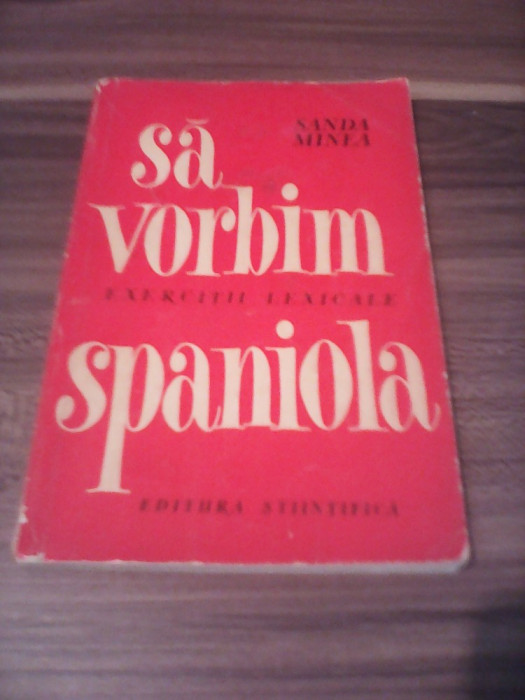 SANDA
MINEA
să
vorbim
EXERCIȚII LEXICALE
spaniola
EDITURA ȘTIINȚIFICĂ